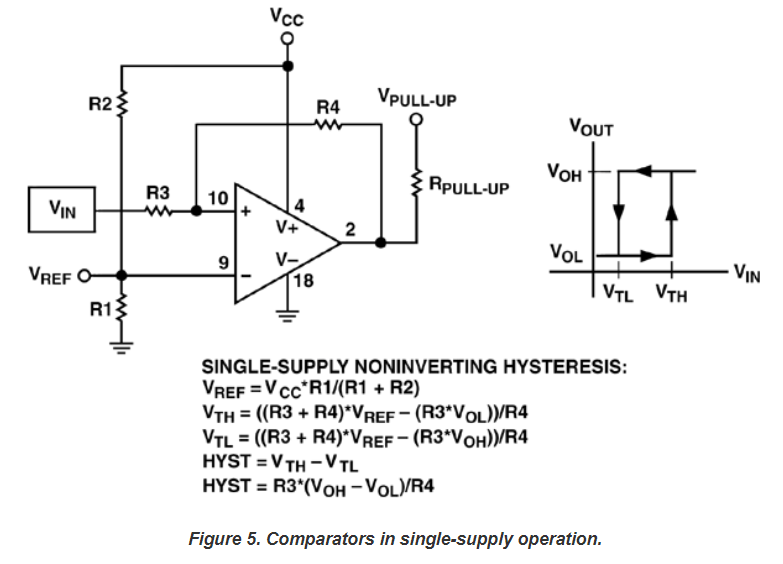 VCC
R2
R4
VPULL-UP
RPULL-UP
R3
10
+
4
V+
2
VIN
9
–
V–
18
VREF
R1
VOUT
VOH
VOL
VTL
VTH
VIN
SINGLE-SUPPLY NONINVERTING HYSTERESIS:
VREF = VCC*R1/(R1 + R2)
VTH = ((R3 + R4)*VREF – (R3*VOL))/R4
VTL = ((R3 + R4)*VREF – (R3*VOH))/R4
HYST = VTH – VTL
HYST = R3*(VOH – VOL)/R4
Figure 5. Comparators in single-supply operation.